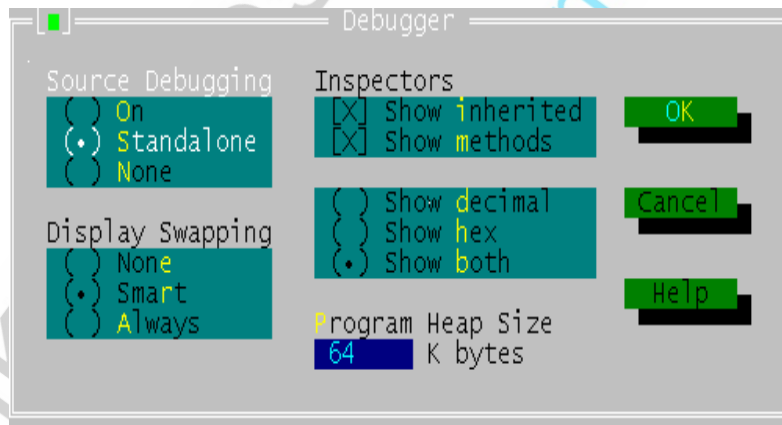 Debugger
Source Debugging
( ) On
(•) Standalone
( ) None
Display Swapping
( ) None
(•) Smart
( ) Always
Inspectors
[X] Show inherited
[X] Show methods
( ) Show decimal
( ) Show hex
(•) Show both
Program Heap Size
64 K bytes
OK
Cancel
Help